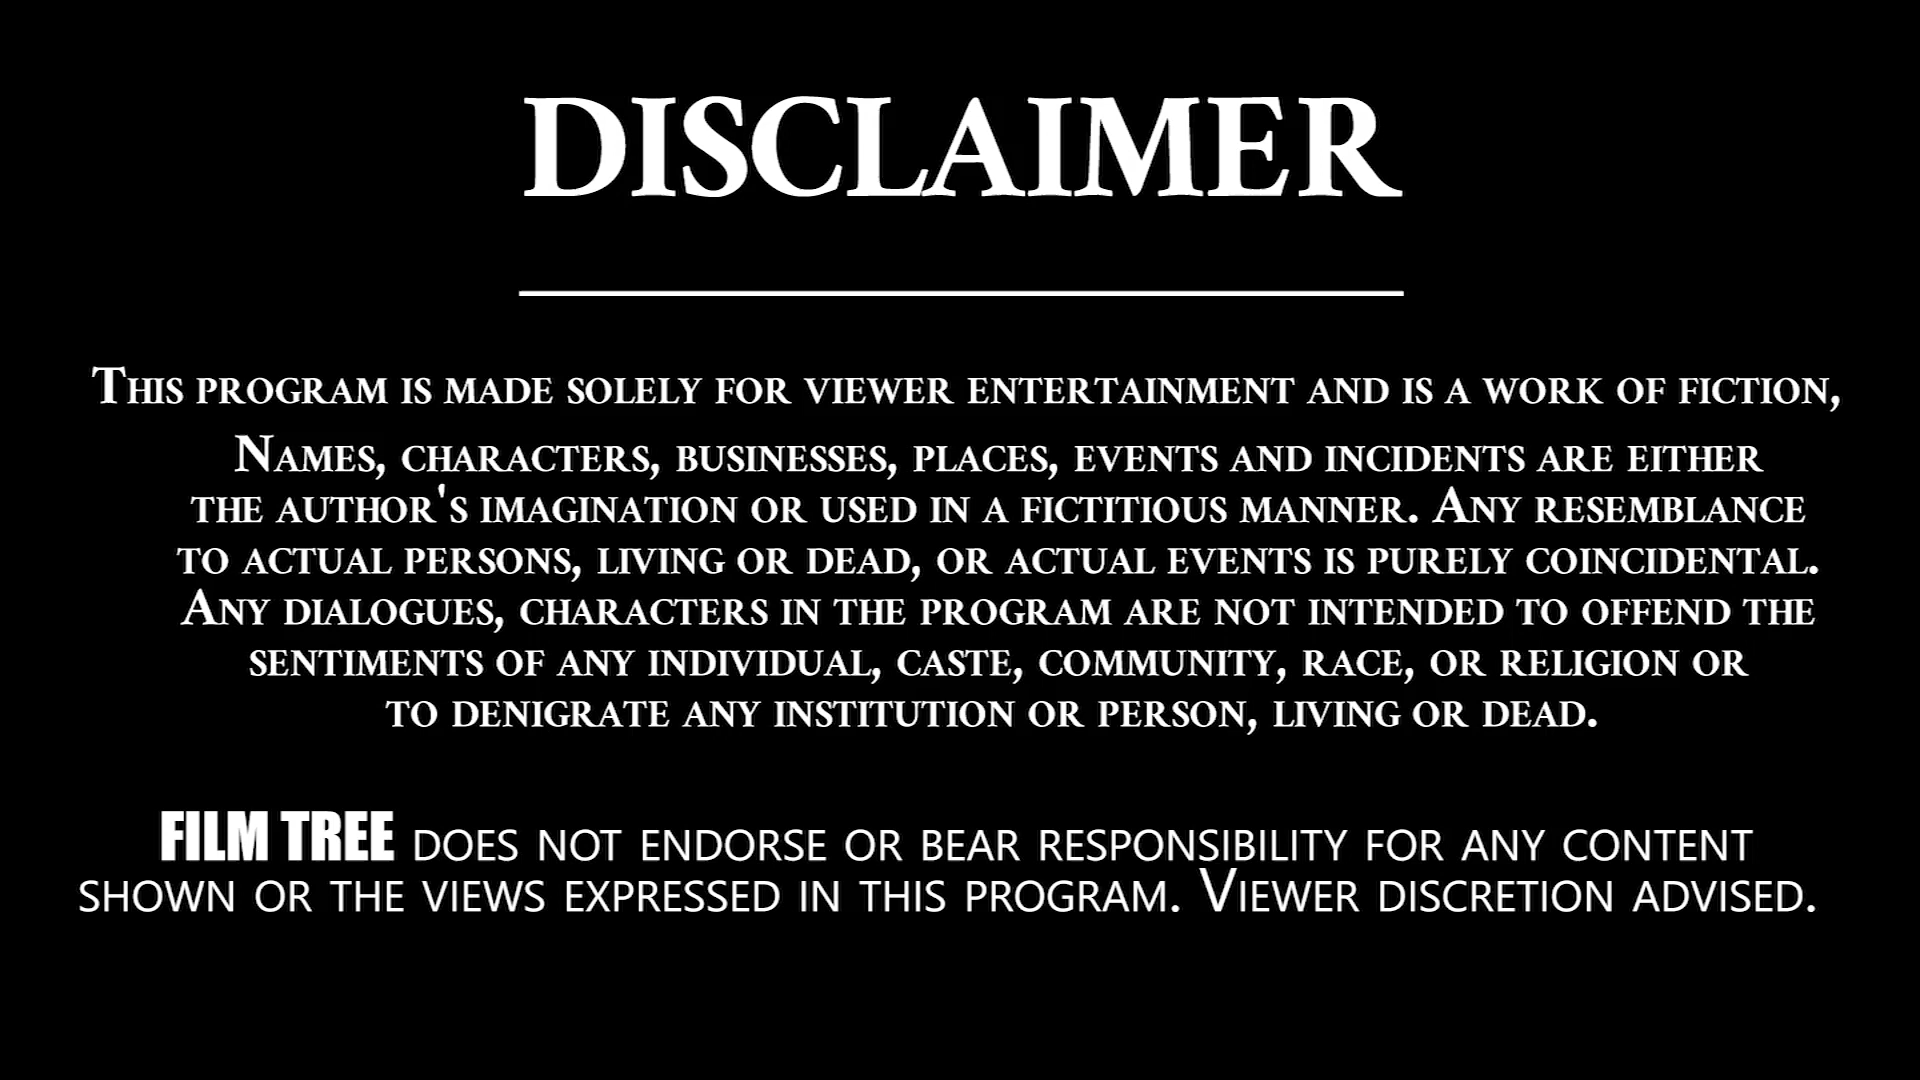 DISCLAIMER
This program is made solely for viewer entertainment and is a work of fiction,
Names, characters, businesses, places, events and incidents are either
the author's imagination or used in a fictitious manner. Any resemblance
to actual persons, living or dead, or actual events is purely coincidental.
Any dialogues, characters in the program are not intended to offend the
sentiments of any individual, caste, community, race, or religion or
to denigrate any institution or person, living or dead.
FILM TREE does not endorse or bear responsibility for any content
shown or the views expressed in this program. Viewer discretion advised.